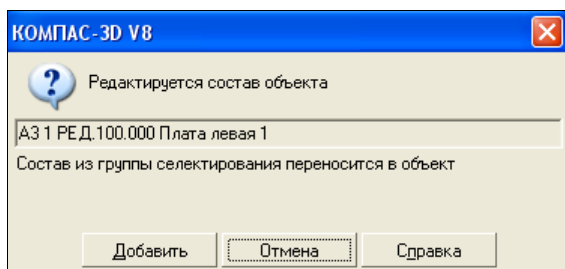 КОМПАС-3D V8
Редактируется состав объекта
А3 1 РЕД.100.000 Плата левая 1
Состав из группы селектирования переносится в объект
Добавить Отмена Справка